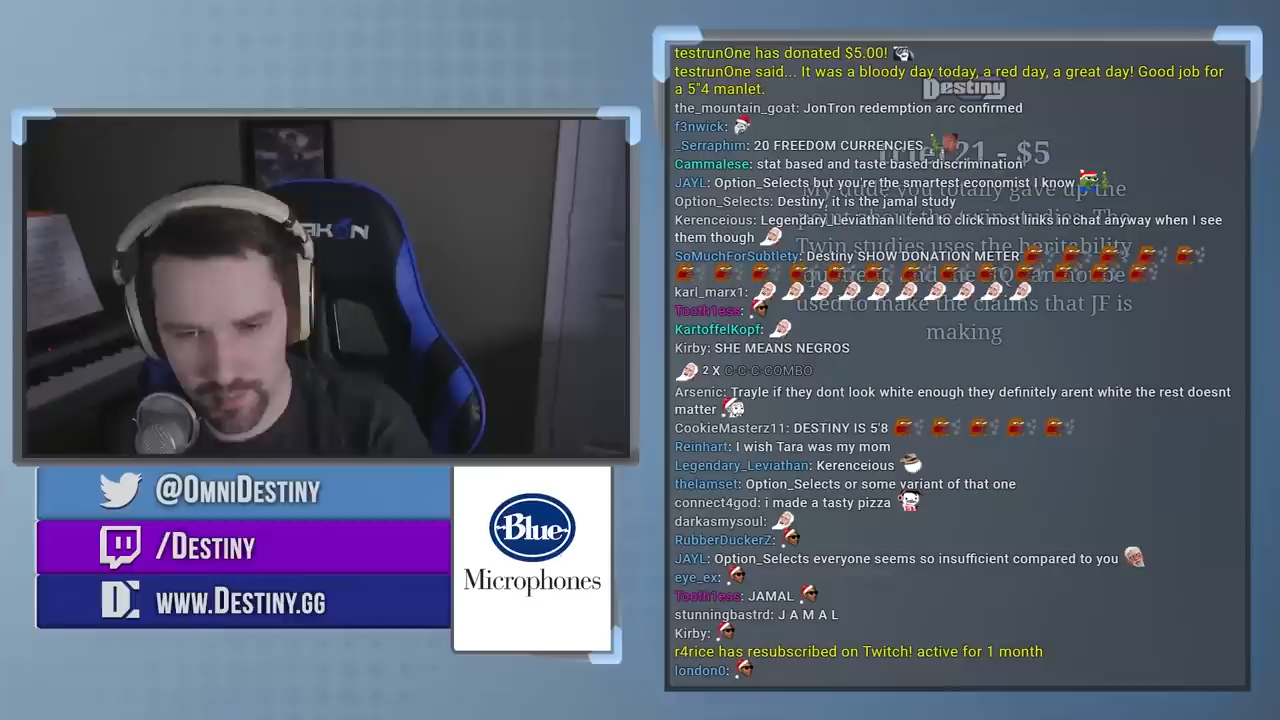 testrunOne has donated $5.00!
testrunOne said... It was a bloody day today, a red day, a great day! Good job for
a 5"4 manlet.
Destiny
the_mountain_goat: JonTron redemption arc confirmed
f3nwick:
_Serraphim: 20 FREEDOM CURRENCIES
21 - $5
Cammalese: stat based and taste based discrimination
JAYL: Option_Selects but you're the smartest economist I know
My dude you totally gave up the
Option_Selects: Destiny, it is the jamal study
Kerenceious: Legendary_Leviathan I tend to click most links in chat anyway when I see
them though
Twin studies uses the heritability
SoMuchForSubtlety: Destiny SHOW DONATION METER
karl_marx1:
used to make the claims that JF is
making
Tooth1ess:
KartoffelKopf:
Kirby: SHE MEANS NEGROS
2 X C-C-C-COMBO
Arsenic: Trayle if they dont look white enough they definitely arent white the rest doesnt
matter
CookieMasterz11: DESTINY IS 5'8
Reinhart: I wish Tara was my mom
Legendary_Leviathan: Kerenceious
thelamset: Option_Selects or some variant of that one
connect4god: i made a tasty pizza
darkasmysoul:
RubberDuckerZ:
JAYL: Option_Selects everyone seems so insufficient compared to you
eye_ex:
Tooth1ess: JAMAL
stunningbastrd: J A M A L
Kirby:
r4rice has resubscribed on Twitch! active for 1 month
london0:
@OmniDestiny
/Destiny
www.Destiny.gg
Blue
Microphones